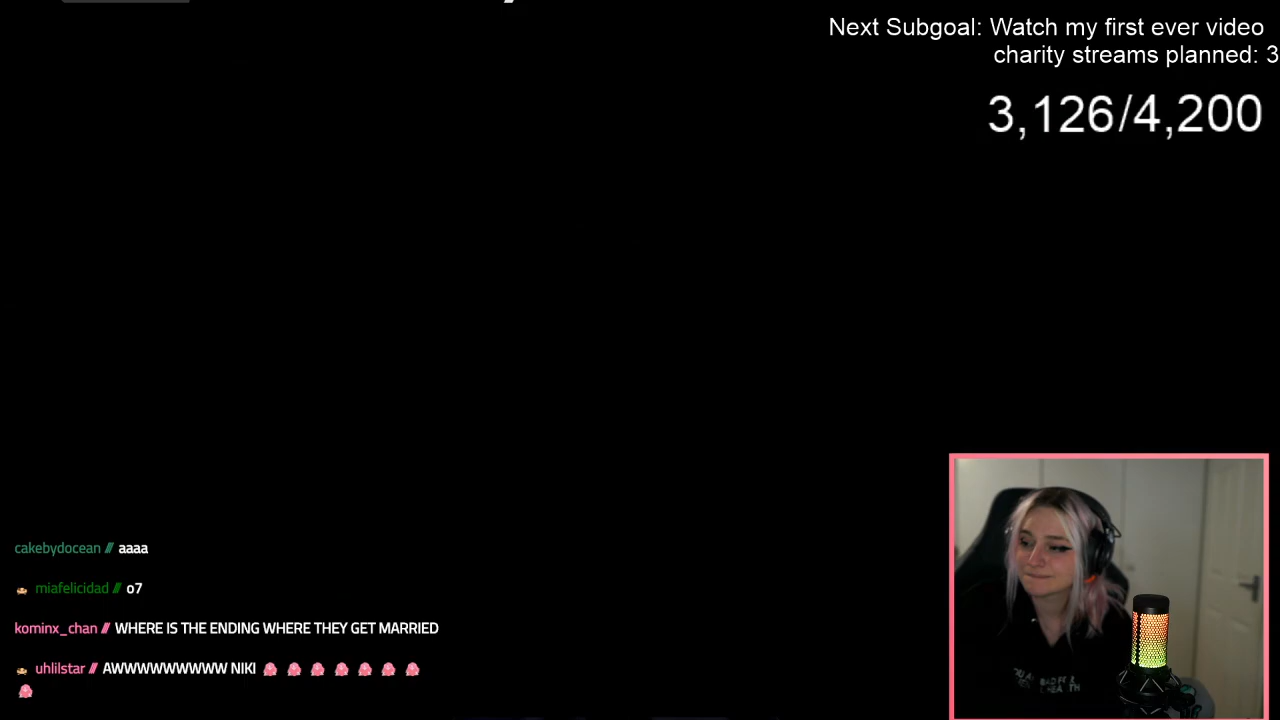 Next Subgoal: Watch my first ever video
charity streams planned: 3
3,126/4,200
cakebydocean // aaaa
miafelicidad // o7
kominx_chan // WHERE IS THE ENDING WHERE THEY GET MARRIED
uhlilstar // AWWWWWWWWW NIKI